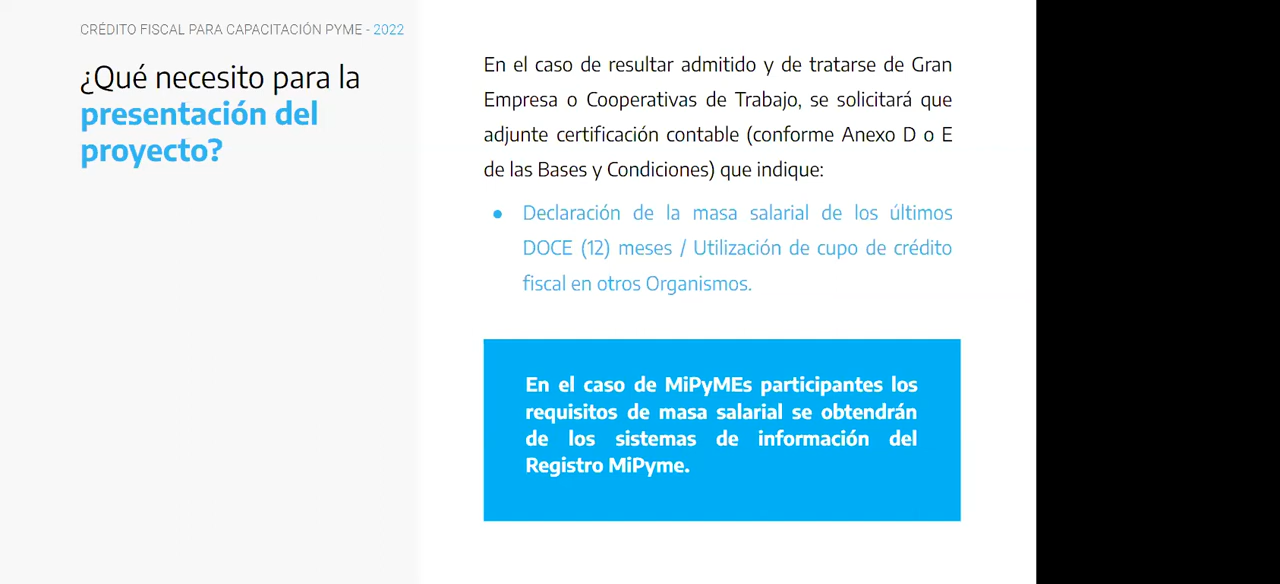 CRÉDITO FISCAL PARA CAPACITACIÓN PYME - 2022
¿Qué necesito para la
presentación del
proyecto?
En el caso de resultar admitido y de tratarse de Gran
Empresa o Cooperativas de Trabajo, se solicitará que
adjunte certificación contable (conforme Anexo D o E
de las Bases y Condiciones) que indique:
● Declaración de la masa salarial de los últimos
DOCE (12) meses / Utilización de cupo de crédito
fiscal en otros Organismos.
En el caso de MiPyMEs participantes los
requisitos de masa salarial se obtendrán
de los sistemas de información del
Registro MiPyme.